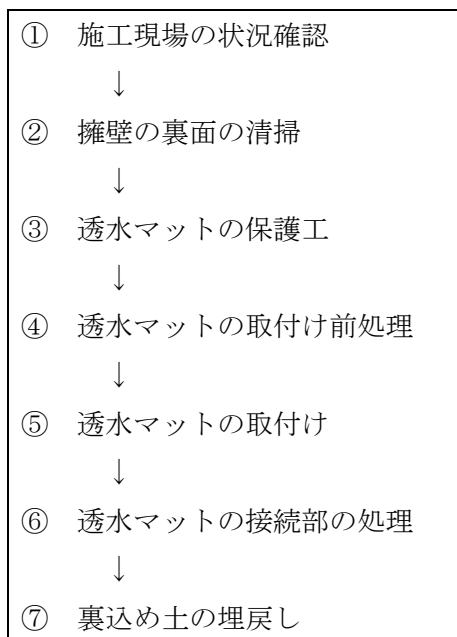 ① 施工現場の状況確認
↓
② 擁壁の裏面の清掃
↓
③ 透水マットの保護工
↓
④ 透水マットの取付け前処理
↓
⑤ 透水マットの取付け
↓
⑥ 透水マットの接続部の処理
↓
⑦ 裏込め土の埋戻し